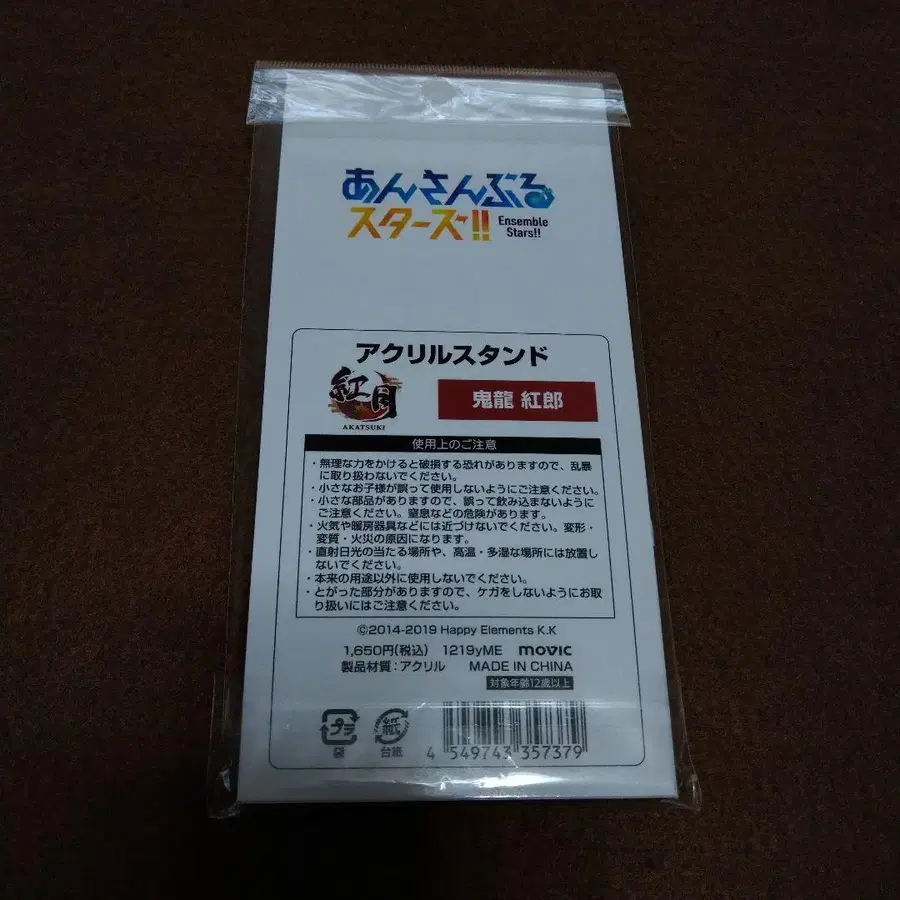 あんさんぶる
スターズ!!
Ensemble
Stars!!
アクリルスタンド
紅月
AKATSUKI
鬼龍 紅郎
使用上のご注意
・無理な力をかけると破損する恐れがありますので、乱暴
に取り扱わないでください。
・小さなお子様が誤って使用しないようにご注意ください。
・小さな部品がありますので、誤って飲み込まないように
ご注意ください。窒息などの危険があります。
・火気や暖房器具などには近づけないでください。変形・
変質・火災の原因になります。
・直射日光の当たる場所や、高温・多湿な場所には放置し
ないでください。
・本来の用途以外に使用しないでください。
・とがった部分がありますので、ケガをしないようにお取
り扱いにはご注意ください。
©2014-2019 Happy Elements K.K
1,650円(税込) 1219yME movic
製品材質：アクリル MADE IN CHINA
対象年齢12歳以上
プラ 紙
袋 台紙
4 549743 357379